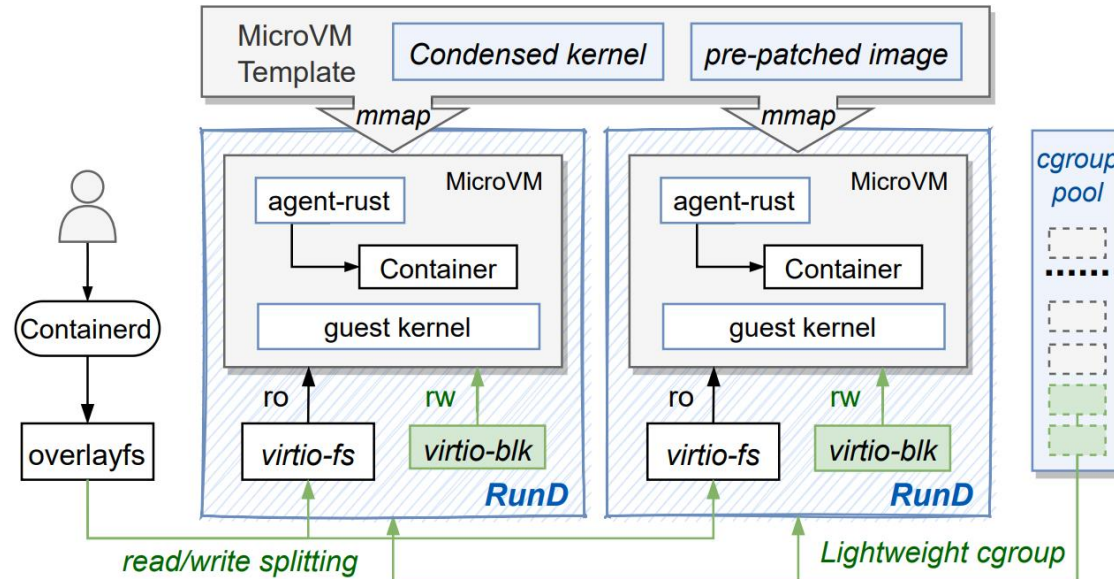 MicroVM
Template
Condensed kernel
pre-patched image
mmap
mmap
MicroVM
agent-rust
Container
guest kernel
ro
rw
virtio-fs
virtio-blk
RunD
MicroVM
agent-rust
Container
guest kernel
ro
rw
virtio-fs
virtio-blk
RunD
cgroup
pool
......
Containerd
overlayfs
read/write splitting
Lightweight cgroup